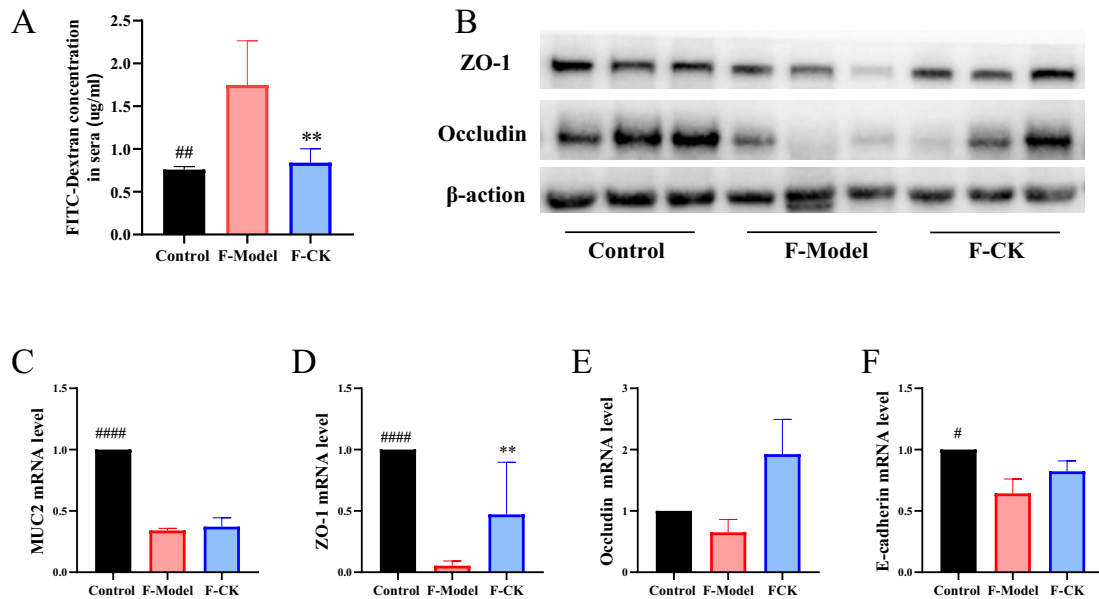 A
FITC-Dextran concentration
in sera (ug/ml)
2.5
2.0
1.5
1.0
0.5
0.0
##
**
Control F-Model F-CK
B
ZO-1
Occludin
β-action
Control F-Model F-CK
C
MUC2 mRNA level
1.5
1.0
0.5
0.0
####
Control F-Model F-CK
D
ZO-1 mRNA level
1.5
1.0
0.5
0.0
####
**
Control F-Model F-CK
E
Occludin mRNA level
3
2
1
0
Control F-Model FCK
F
E-cadherin mRNA level
1.5
1.0
0.5
0.0
#
Control F-Model F-CK